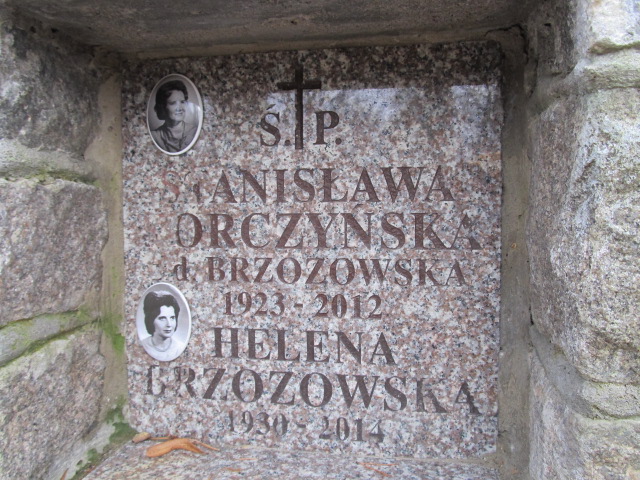 Ś.P.
STANISŁAWA
ORCZYŃSKA
d. BRZOZOWSKA
1923 - 2012
HELENA
BRZOZOWSKA
1930 - 2014